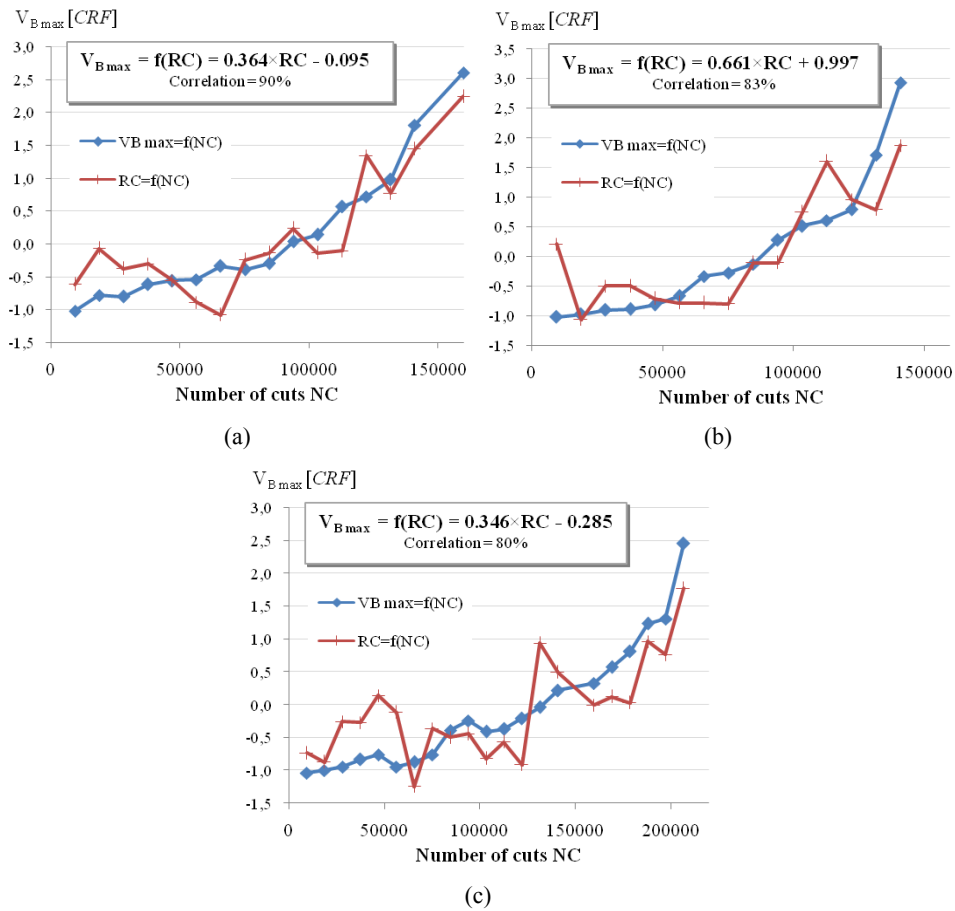 V_B max [CRF]
3,0
2,5
2,0
1,5
1,0
0,5
0,0
-0,5
-1,0
-1,5
V_B max = f(RC) = 0.364×RC - 0.095
Correlation = 90%
VB max=f(NC)
RC=f(NC)
0 50000 100000 150000
Number of cuts NC
(a)
V_B max [CRF]
3,5
3,0
2,5
2,0
1,5
1,0
0,5
0,0
-0,5
-1,0
-1,5
V_B max = f(RC) = 0.661×RC + 0.997
Correlation = 83%
VB max=f(NC)
RC=f(NC)
0 50000 100000 150000
Number of cuts NC
(b)
V_B max [CRF]
3,0
2,5
2,0
1,5
1,0
0,5
0,0
-0,5
-1,0
-1,5
V_B max = f(RC) = 0.346×RC - 0.285
Correlation = 80%
VB max=f(NC)
RC=f(NC)
0 50000 100000 150000 200000
Number of cuts NC
(c)